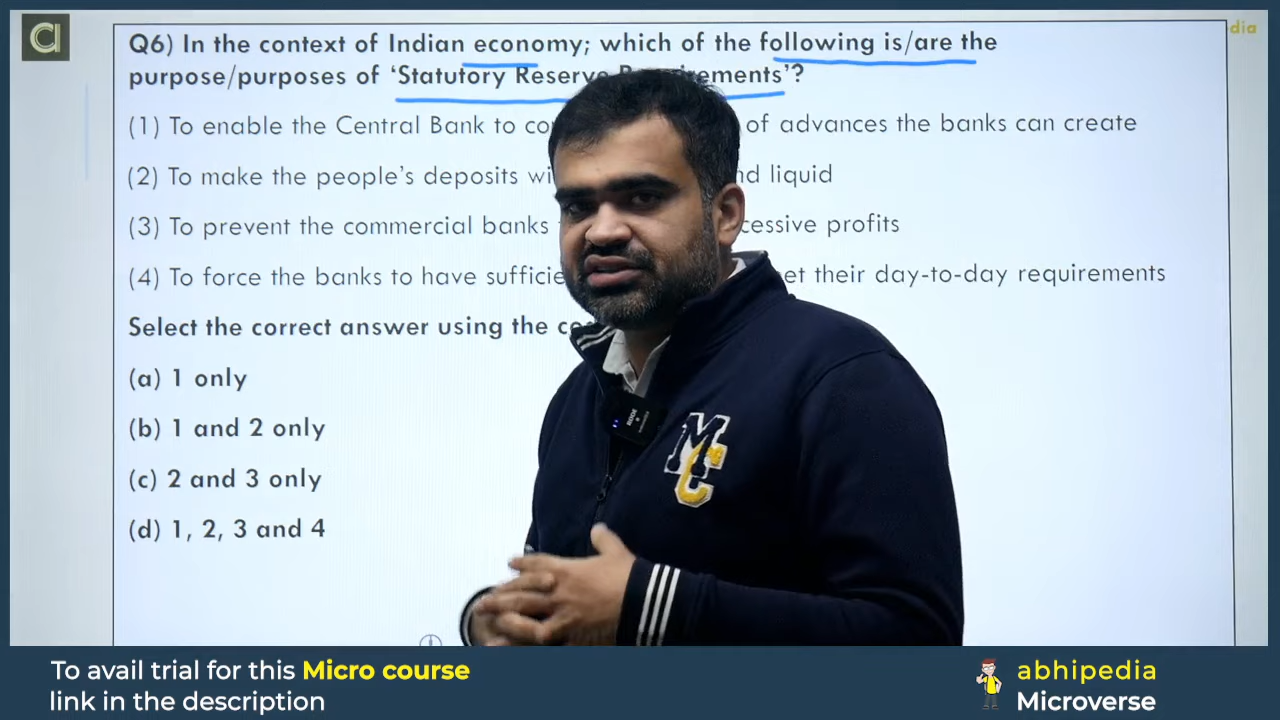 Q6) In the context of Indian economy; which of the following is/are the
purpose/purposes of ‘Statutory Reserve Requirements’?
(1) To enable the Central Bank to of advances the banks can create
(2) To make the people’s deposits liquid
(3) To prevent the commercial banks profits
(4) To force the banks to have their day-to-day requirements
Select the correct answer using the
(a) 1 only
(b) 1 and 2 only
(c) 2 and 3 only
(d) 1, 2, 3 and 4
MC
To avail trial for this Micro course
link in the description
abhipedia
Microverse